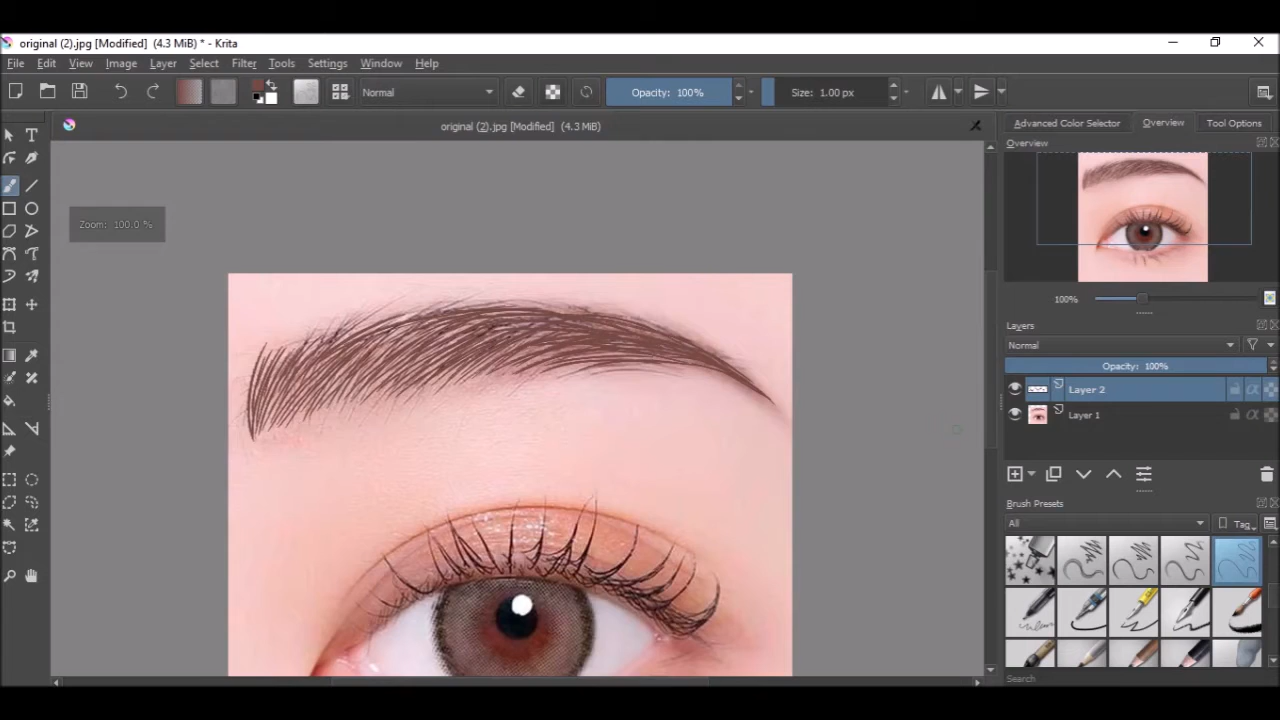 original (2).jpg [Modified] (4.3 MiB) * - Krita
File Edit View Image Layer Select Filter Tools Settings Window Help
Normal Opacity: 100% Size: 1.00 px
original (2).jpg [Modified] (4.3 MiB)
Advanced Color Selector Overview Tool Options
Overview
Zoom: 100.0 %
100%
Layers
Normal
Opacity: 100%
Layer 2
Layer 1
Brush Presets
All Tag
Search